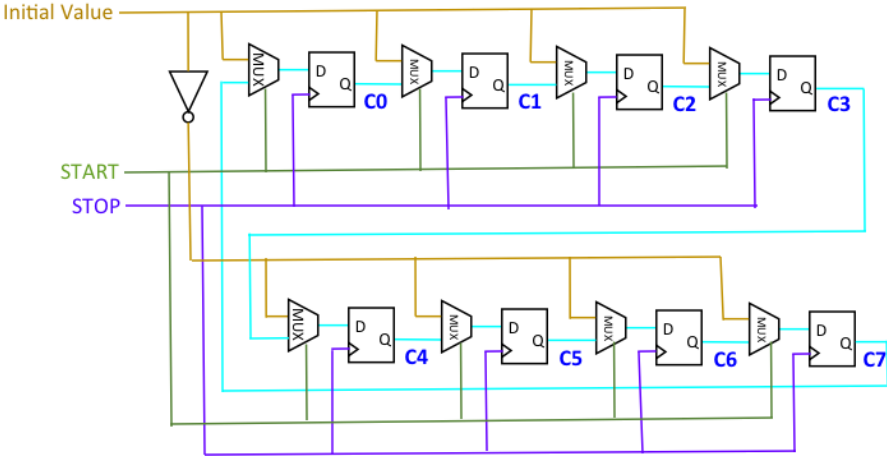 Initial Value
MUX
D
Q
C0
MUX
D
Q
C1
MUX
D
Q
C2
MUX
D
Q
C3
START
STOP
MUX
D
Q
C4
MUX
D
Q
C5
MUX
D
Q
C6
MUX
D
Q
C7